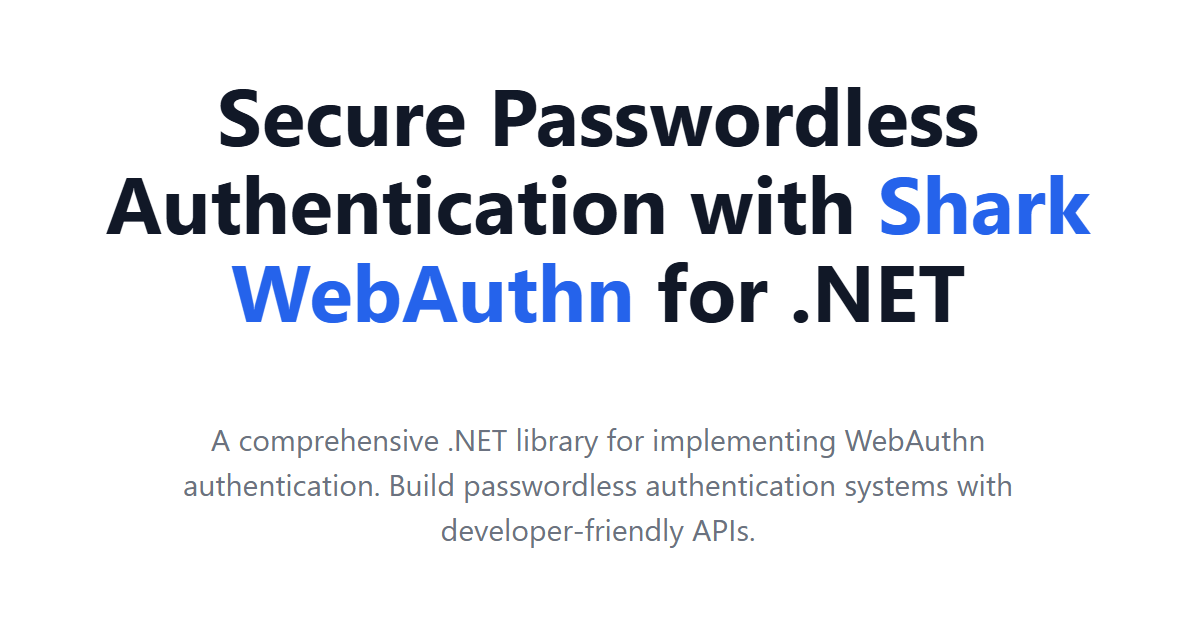 Secure Passwordless
Authentication with Shark
WebAuthn for .NET
A comprehensive .NET library for implementing WebAuthn
authentication. Build passwordless authentication systems with
developer-friendly APIs.